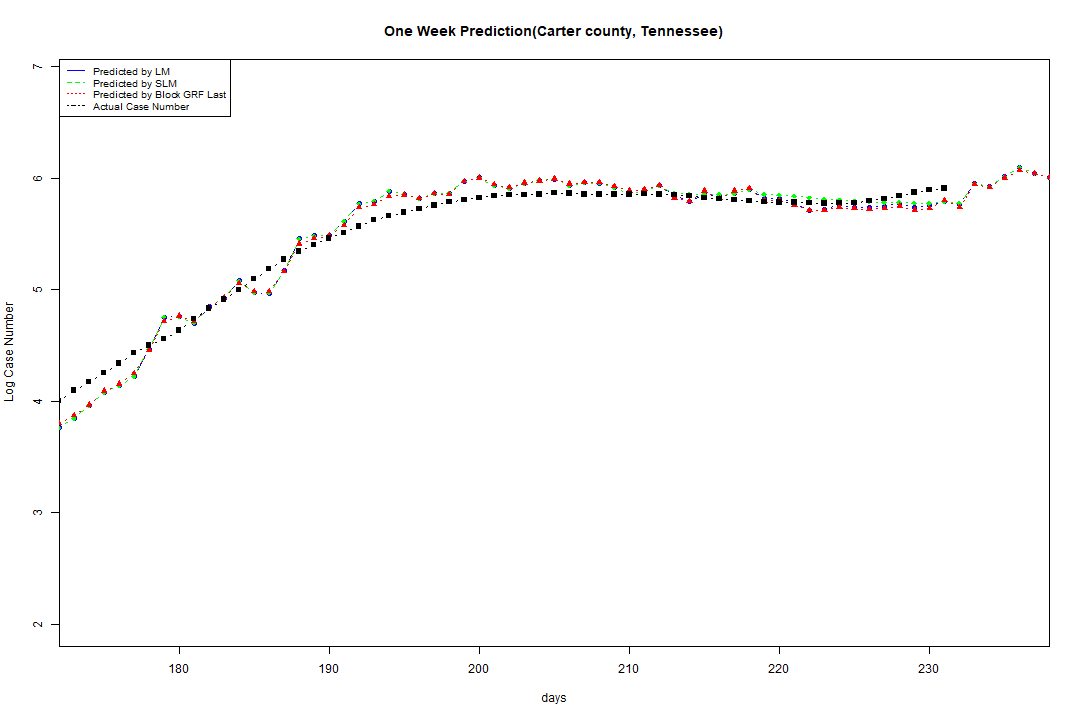 One Week Prediction(Carter county, Tennessee)
Predicted by LM
Predicted by SLM
Predicted by Block GRF Last
Actual Case Number
7
6
5
4
3
2
Log Case Number
180 190 200 210 220 230
days